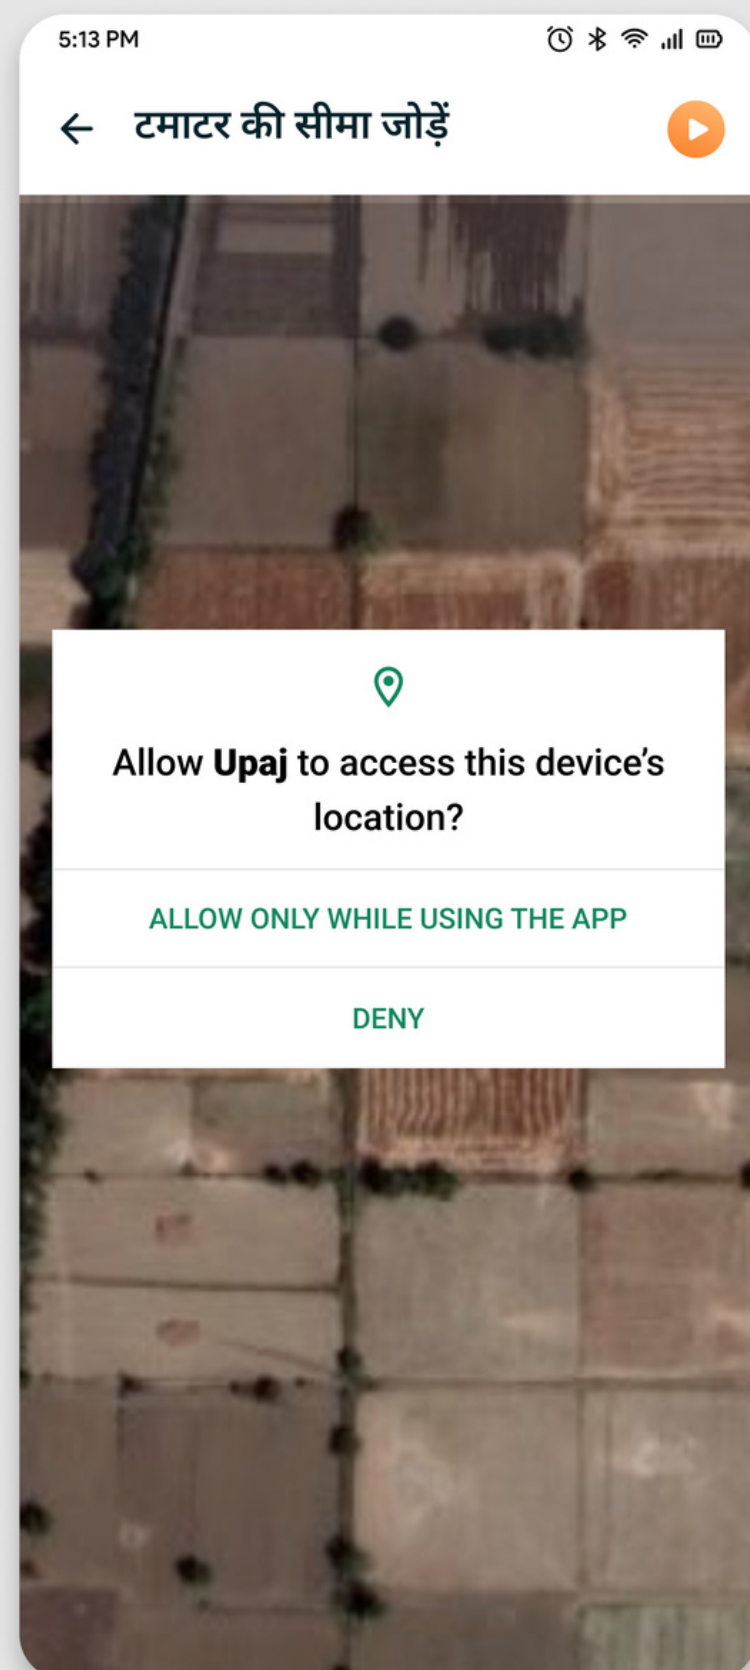 5:13 PM
टमाटर की सीमा जोड़ें
Allow Upaj to access this device’s
location?
ALLOW ONLY WHILE USING THE APP
DENY